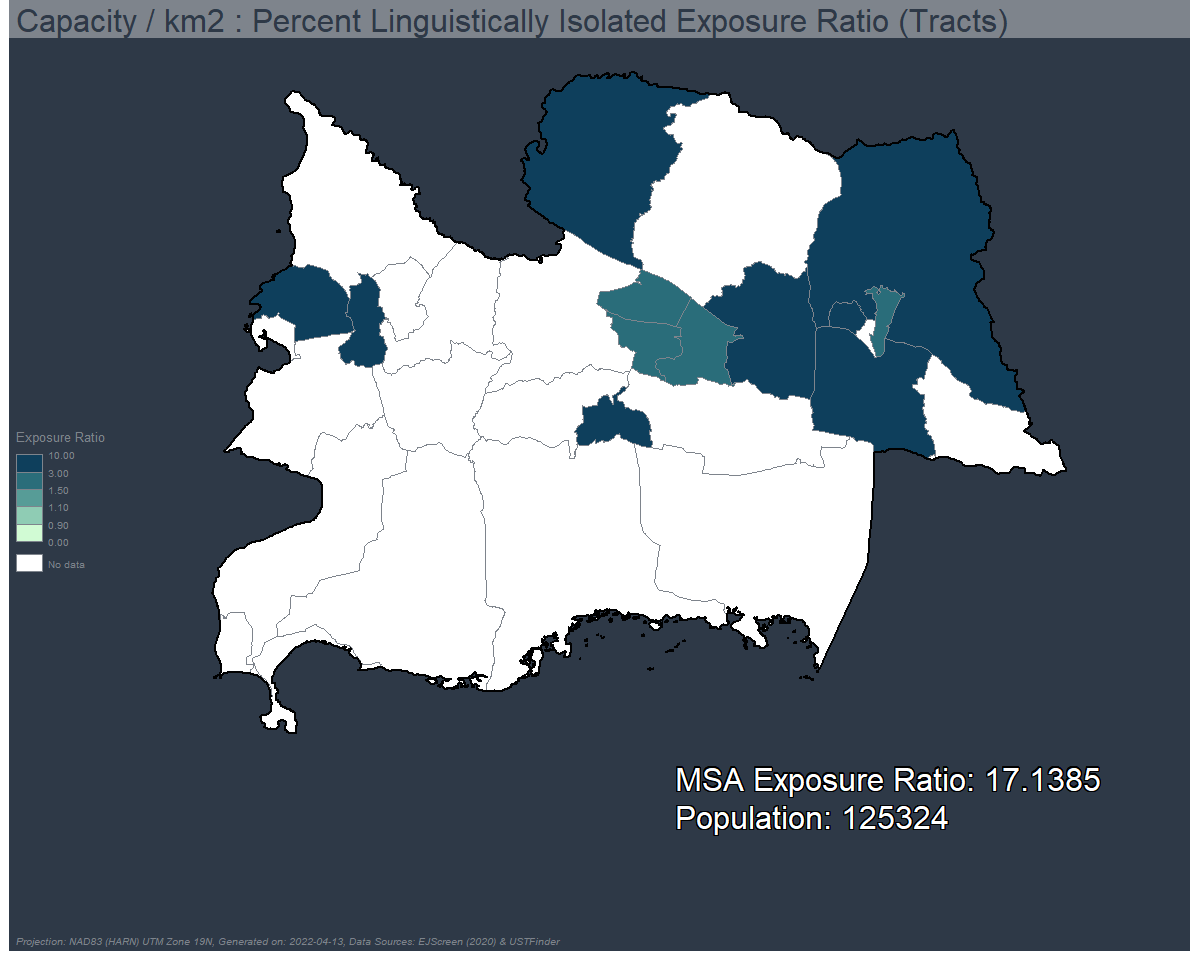 Capacity / km2 : Percent Linguistically Isolated Exposure Ratio (Tracts)
Exposure Ratio
10.00
3.00
1.50
1.10
0.90
0.00
No data
MSA Exposure Ratio: 17.1385
Population: 125324
Projection: NAD83 (HARN) UTM Zone 19N, Generated on: 2022-04-13, Data Sources: EJScreen (2020) & USTFinder